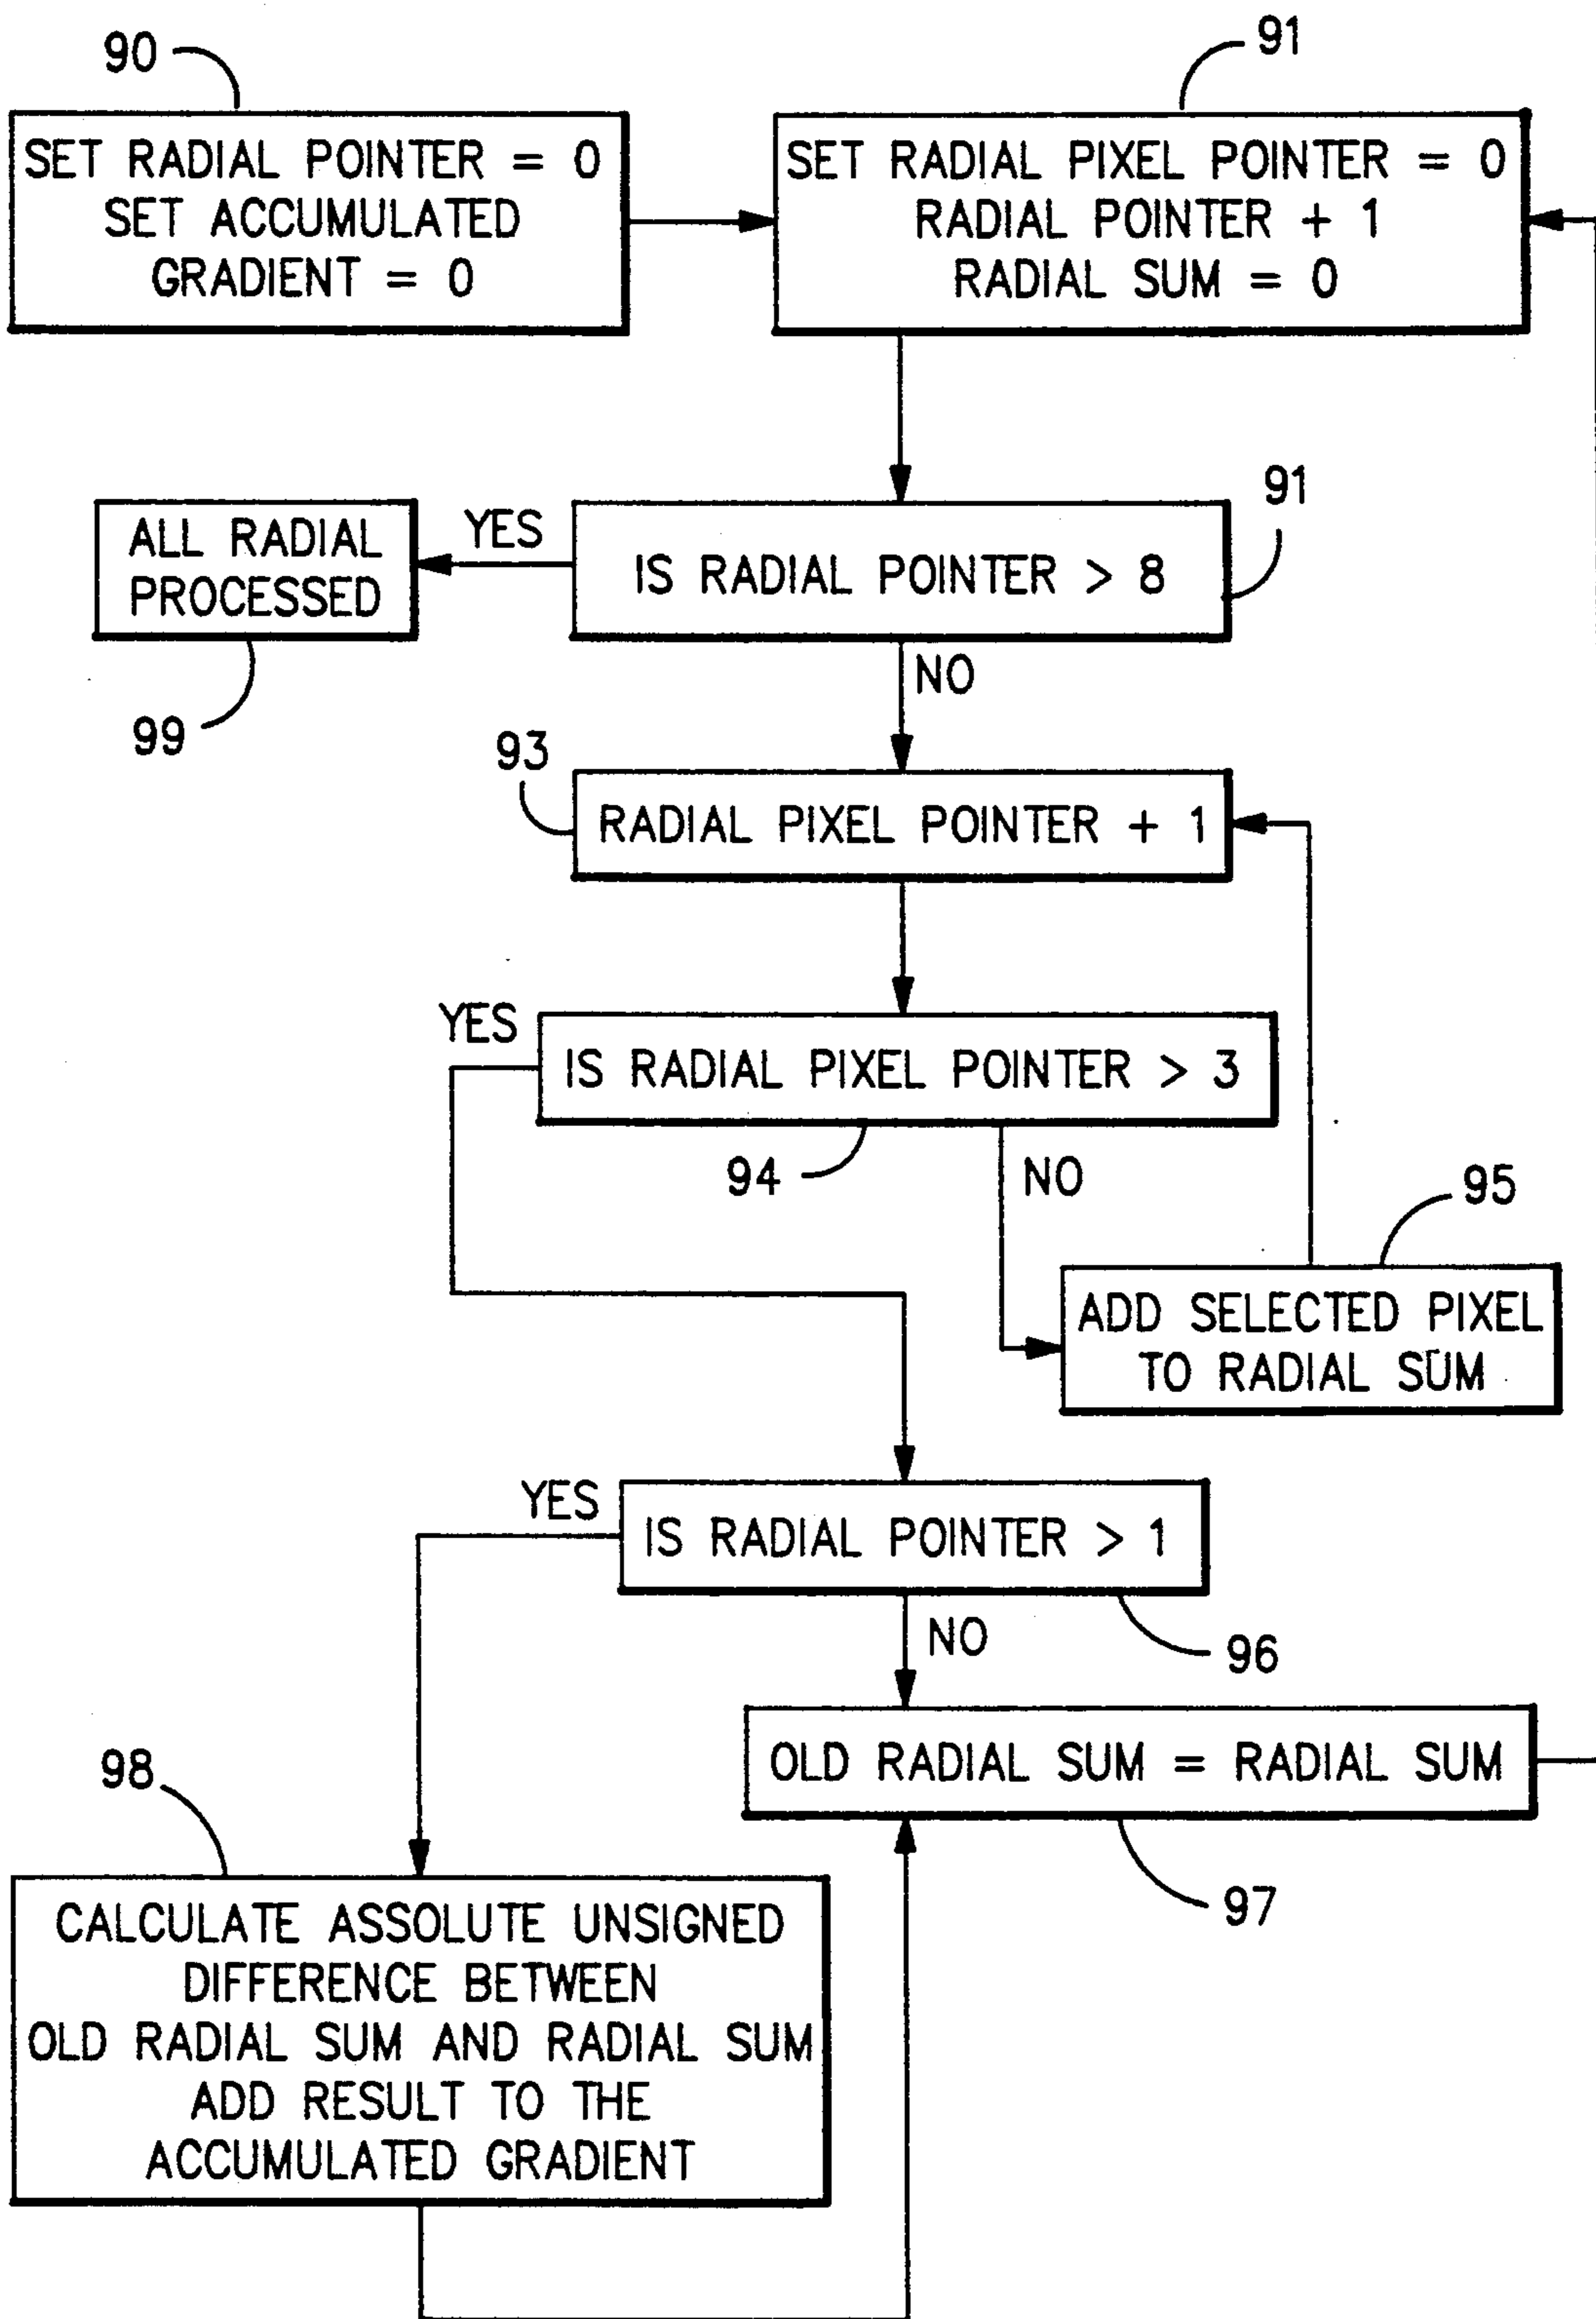 90
91
SET RADIAL POINTER = 0
SET ACCUMULATED
GRADIENT = 0
SET RADIAL PIXEL POINTER = 0
RADIAL POINTER + 1
RADIAL SUM = 0
91
ALL RADIAL
PROCESSED
YES
IS RADIAL POINTER > 8
NO
99
93
RADIAL PIXEL POINTER + 1
YES
IS RADIAL PIXEL POINTER > 3
94
NO
95
ADD SELECTED PIXEL
TO RADIAL SUM
YES
IS RADIAL POINTER > 1
NO
96
OLD RADIAL SUM = RADIAL SUM
98
97
CALCULATE ASSOLUTE UNSIGNED
DIFFERENCE BETWEEN
OLD RADIAL SUM AND RADIAL SUM
ADD RESULT TO THE
ACCUMULATED GRADIENT